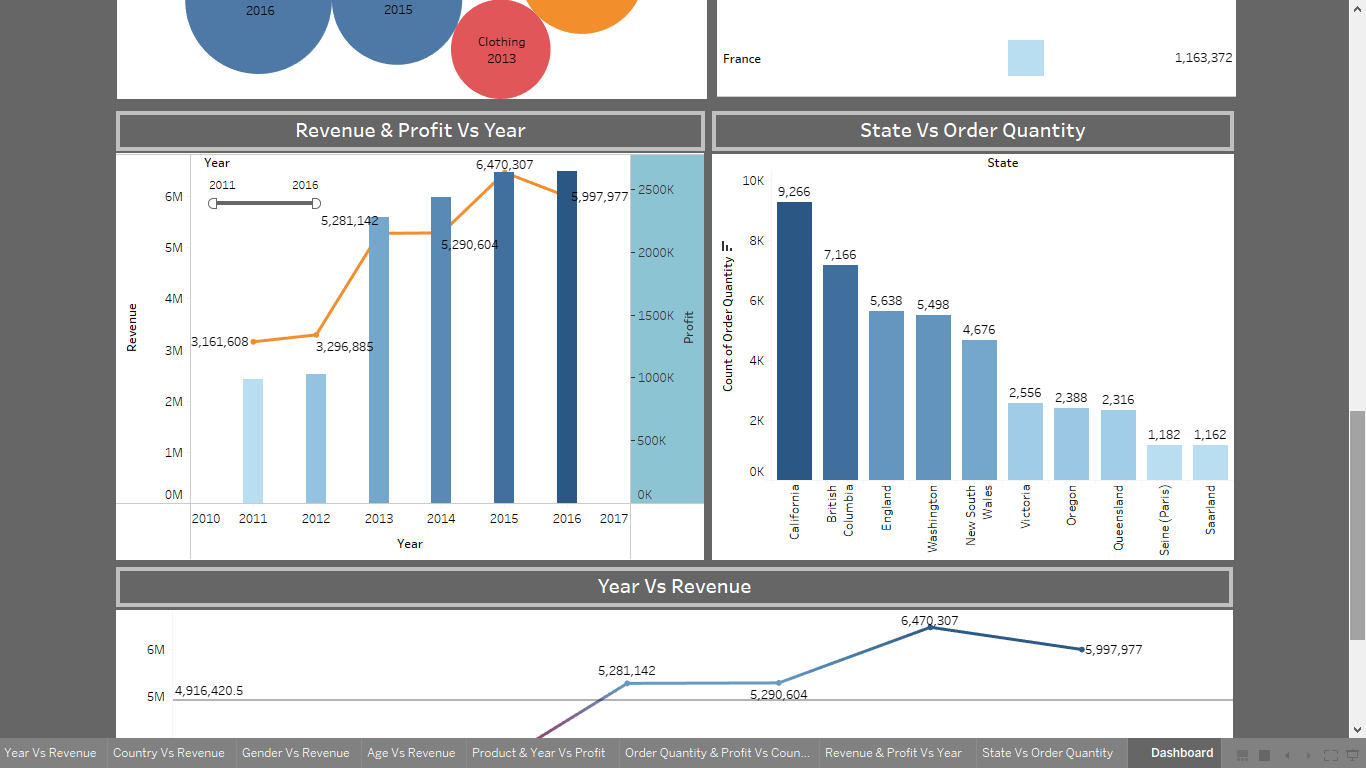 2016
2015
Clothing
2013
France
1,163,372
Revenue & Profit Vs Year
Year
2011
2016
6,470,307
5,997,977
5,281,142
5,290,604
3,161,608
3,296,885
6M
5M
4M
3M
2M
1M
0M
Revenue
2500K
2000K
1500K
1000K
500K
0K
Profit
2010
2011
2012
2013
2014
2015
2016
2017
Year
State Vs Order Quantity
State
10K
8K
6K
4K
2K
0K
Count of Order Quantity
9,266
7,166
5,638
5,498
4,676
2,556
2,388
2,316
1,182
1,162
California
British
Columbia
England
Washington
New South
Wales
Victoria
Oregon
Queensland
Seine (Paris)
Saarland
Year Vs Revenue
6M
5M
4,916,420.5
5,281,142
5,290,604
6,470,307
5,997,977
Year Vs Revenue
Country Vs Revenue
Gender Vs Revenue
Age Vs Revenue
Product & Year Vs Profit
Order Quantity & Profit Vs Coun...
Revenue & Profit Vs Year
State Vs Order Quantity
Dashboard